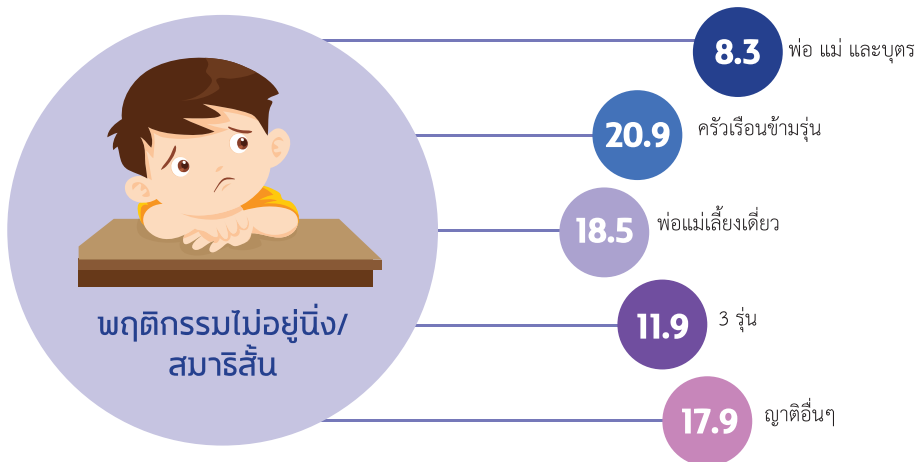 8.3 พ่อ แม่ และบุตร
20.9 ครัวเรือนข้ามรุ่น
18.5 พ่อแม่เลี้ยงเดี่ยว
11.9 3 รุ่น
17.9 ญาติอื่นๆ
พฤติกรรมไม่อยู่นิ่ง/
สมาธิสั้น